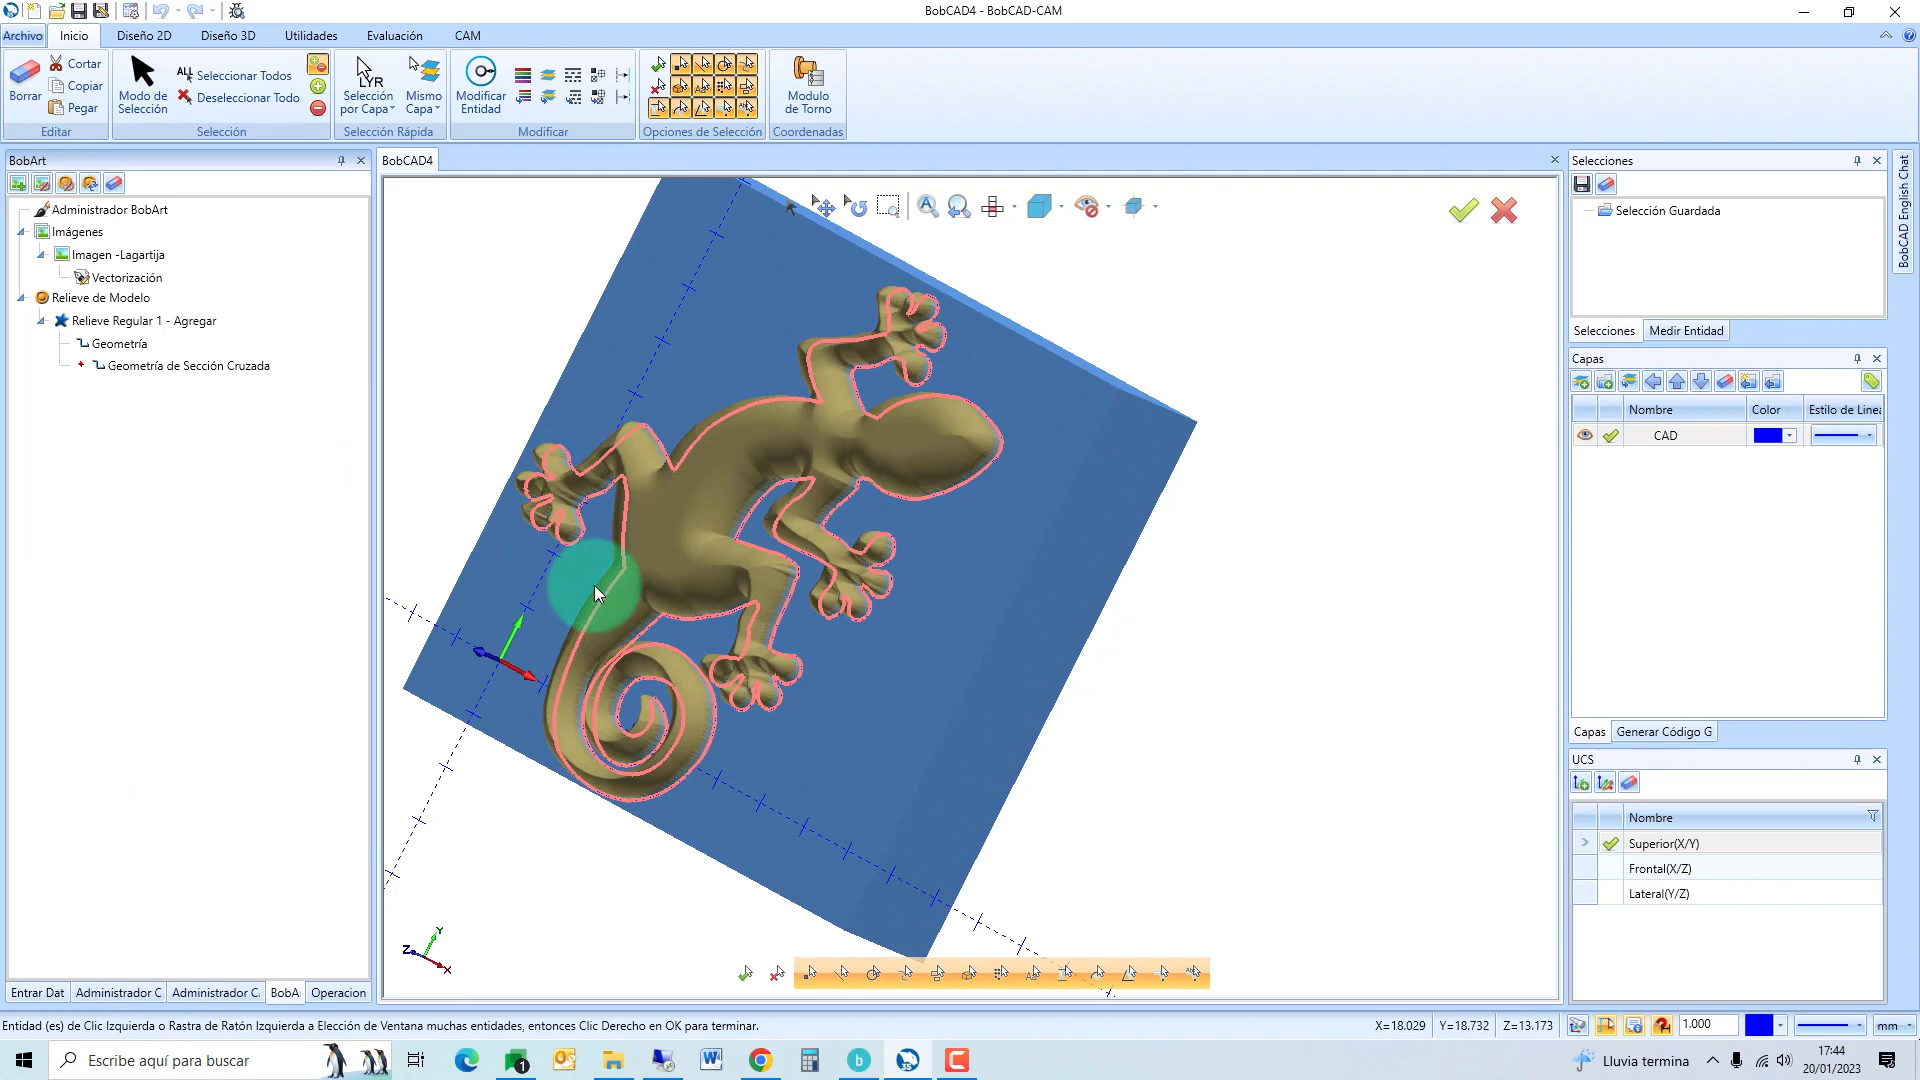 BobCAD4 - BobCAD-CAM
Archivo
Inicio
Diseño 2D
Diseño 3D
Utilidades
Evaluación
CAM
Borrar
Cortar
Copiar
Pegar
Editar
Modo de
Selección
ALL Seleccionar Todos
Deseleccionar Todo
Selección
LYR
Selección
por Capa
Mismo
Capa
Selección Rápida
Modificar
Entidad
Modificar
Opciones de Selección
Modulo
de Torno
Coordenadas
BobArt
Administrador BobArt
Imágenes
Imagen -Lagartija
Vectorización
Relieve de Modelo
Relieve Regular 1 - Agregar
Geometría
Geometría de Sección Cruzada
Entrar Dat
Administrador C
Administrador C.
BobA
Operacion
BobCAD4
Y
Z
X
Selecciones
Selección Guardada
Selecciones
Medir Entidad
BobCAD English Chat
Capas
Nombre
Color
Estilo de Linea
CAD
Capas
Generar Código G
UCS
Nombre
Superior(X/Y)
Frontal(X/Z)
Lateral(Y/Z)
Entidad (es) de Clic Izquierda o Rastra de Ratón Izquierda a Elección de Ventana muchas entidades, entonces Clic Derecho en OK para terminar.
X=18.029
Y=18.732
Z=13.173
1.000
mm
Escribe aquí para buscar
Lluvia termina
17:44
20/01/2023